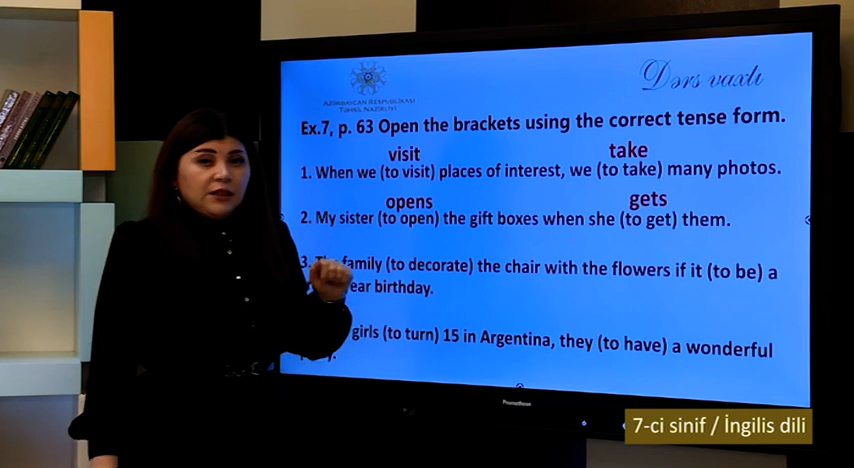 Dərs vaxtı
AZƏRBAYCAN RESPUBLİKASI
TƏHSİL NAZİRLİYİ
Ex.7, p. 63 Open the brackets using the correct tense form.
visit take
1. When we (to visit) places of interest, we (to take) many photos.
opens gets
2. My sister (to open) the gift boxes when she (to get) them.
3. family (to decorate) the chair with the flowers if it (to be) a
birthday.
girls (to turn) 15 in Argentina, they (to have) a wonderful
Promethean
7-ci sinif / İngilis dili